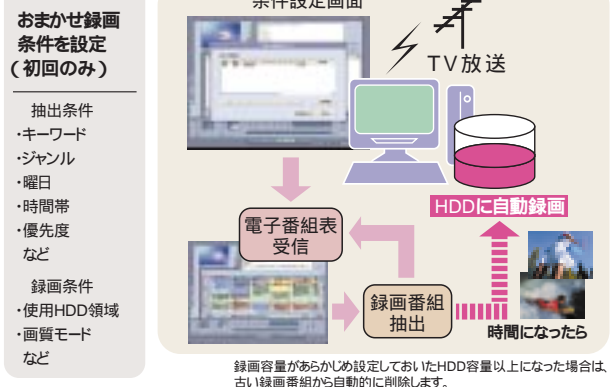 おまかせ録画
条件を設定
(初回のみ)
抽出条件
・キーワード
・ジャンル
・曜日
・時間帯
・優先度
など
録画条件
・使用HDD領域
・画質モード
など
条件設定画面
TV放送
HDDに自動録画
電子番組表
受信
録画番組
抽出
時間になったら
録画容量があらかじめ設定しておいたHDD容量以上になった場合は、
古い録画番組から自動的に削除します。